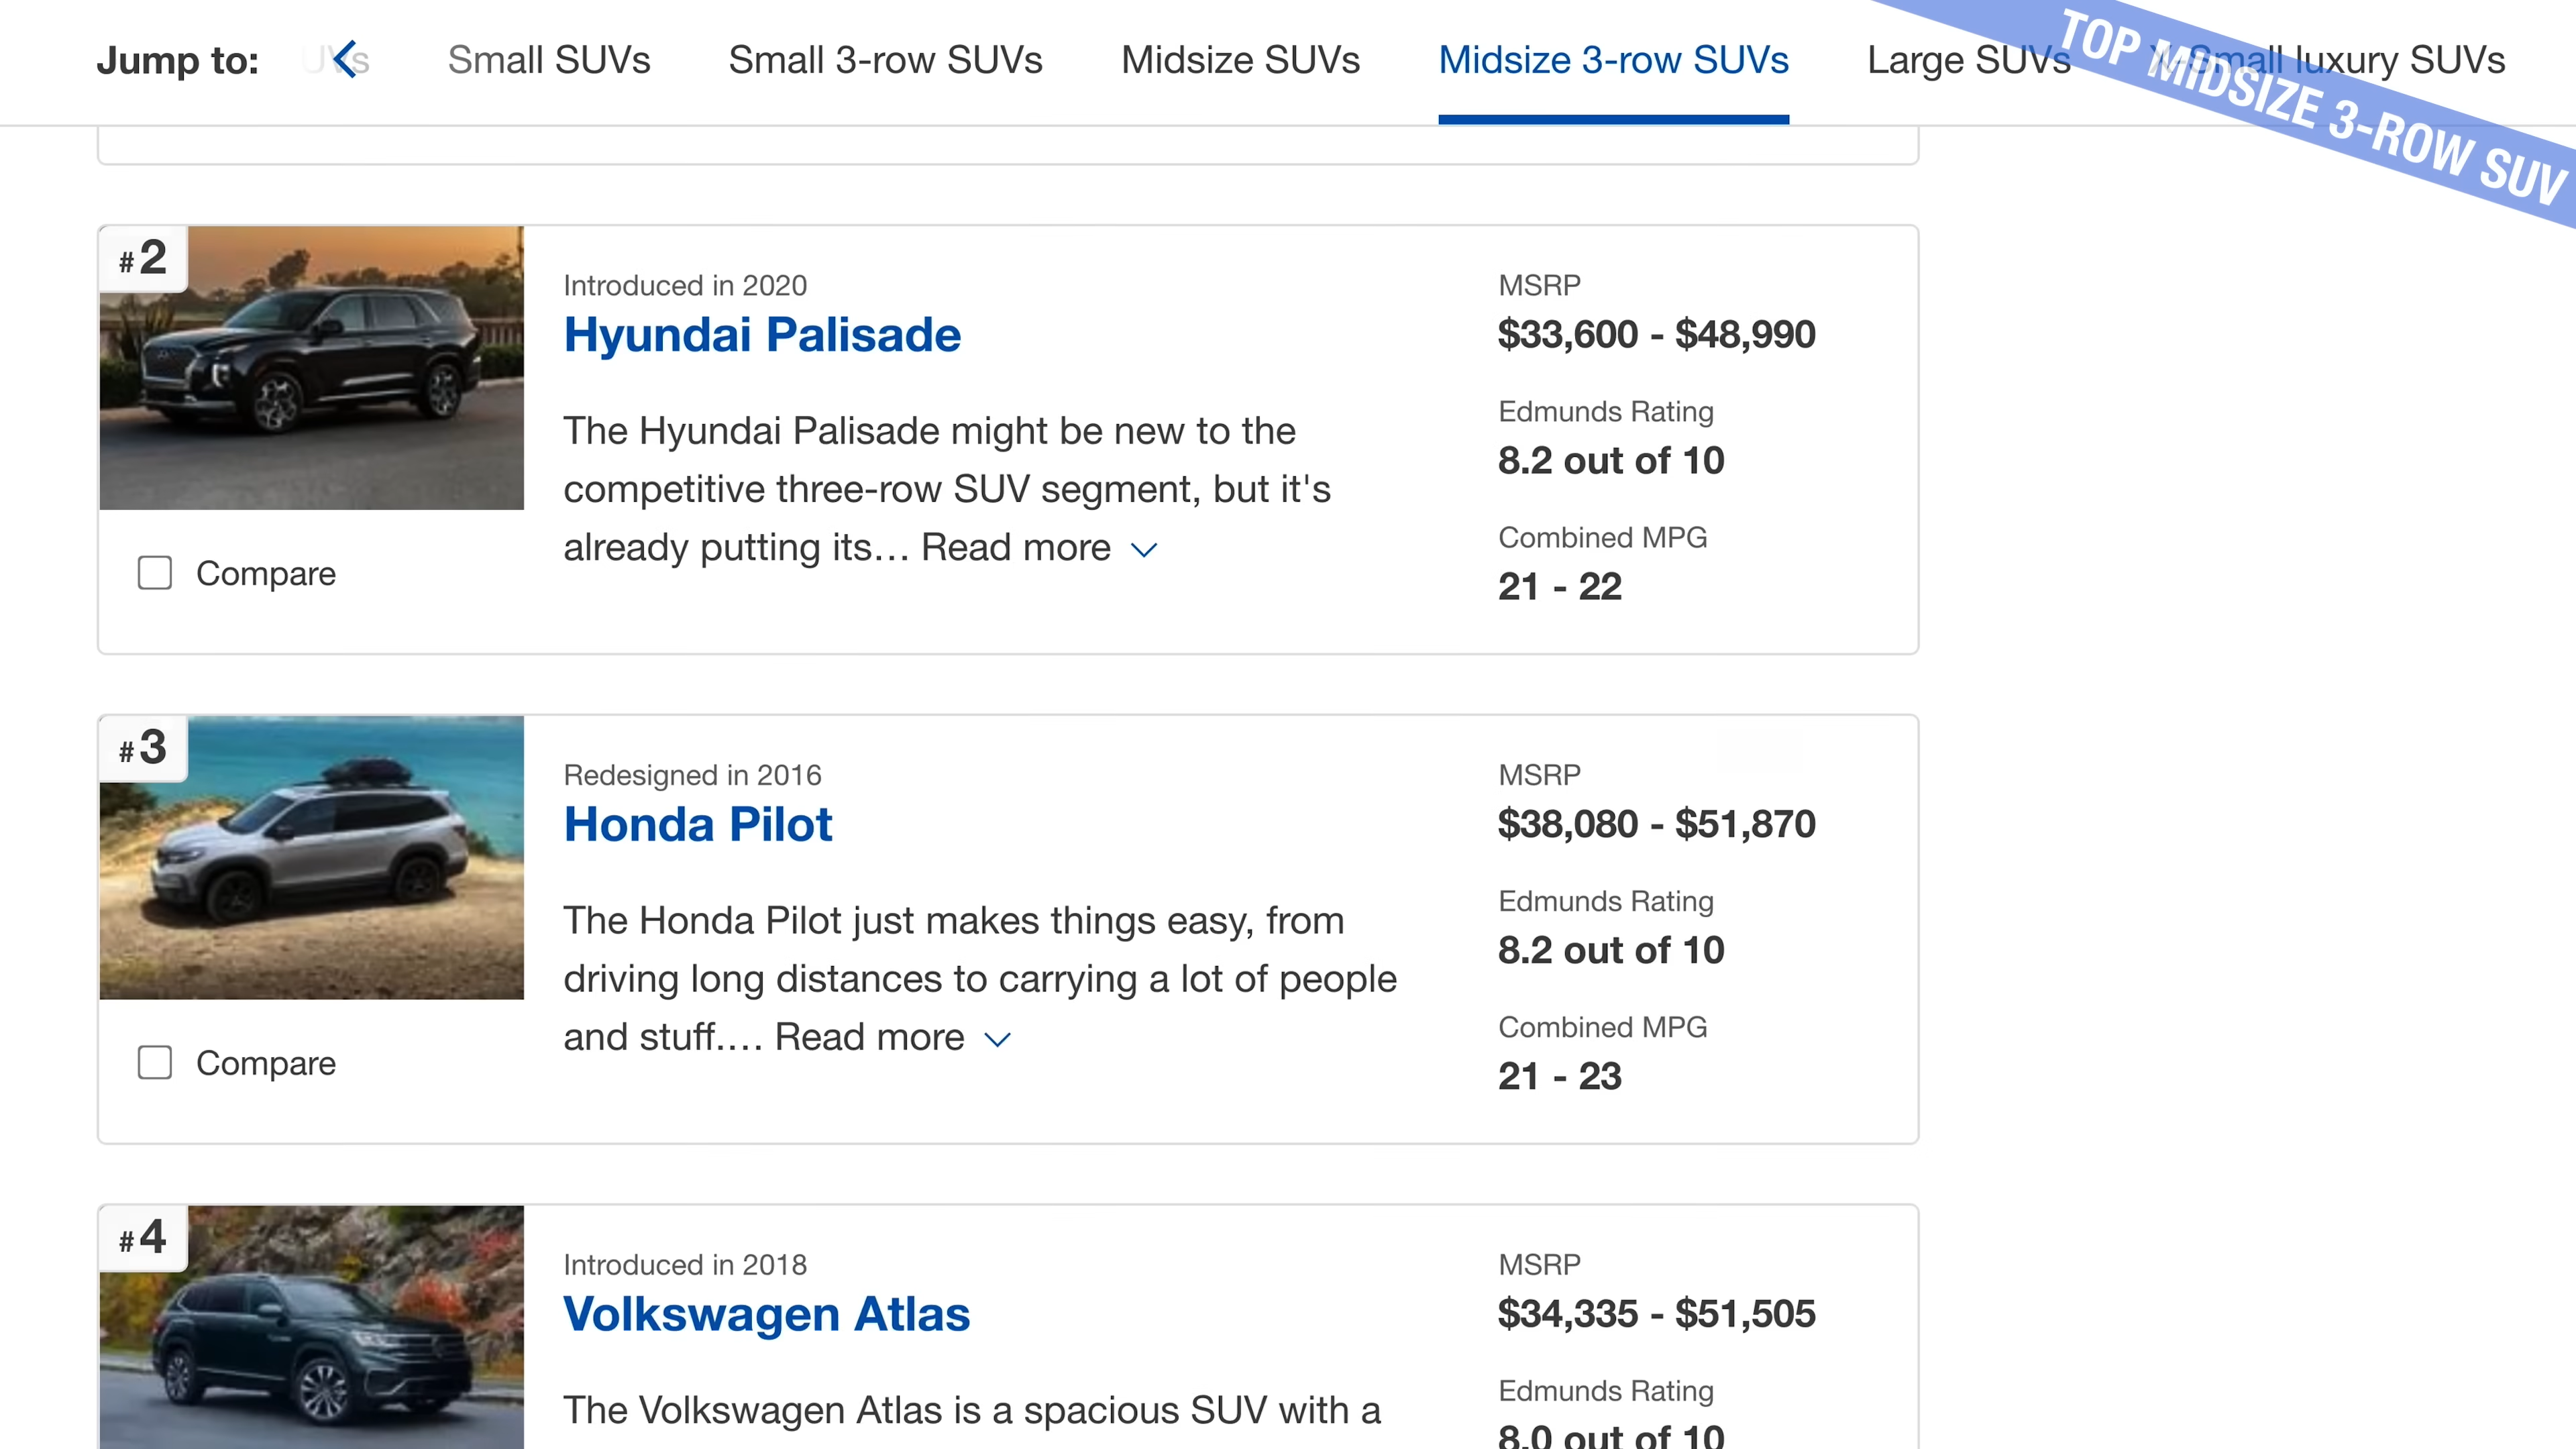 Jump to:
UVs
Small SUVs
Small 3-row SUVs
Midsize SUVs
Midsize 3-row SUVs
Large SUVs
X-Small luxury SUVs
TOP MIDSIZE 3-ROW SUV
#2
Introduced in 2020
Hyundai Palisade
The Hyundai Palisade might be new to the
competitive three-row SUV segment, but it's
already putting its... Read more
Compare
MSRP
$33,600 - $48,990
Edmunds Rating
8.2 out of 10
Combined MPG
21 - 22
#3
Redesigned in 2016
Honda Pilot
The Honda Pilot just makes things easy, from
driving long distances to carrying a lot of people
and stuff.... Read more
Compare
MSRP
$38,080 - $51,870
Edmunds Rating
8.2 out of 10
Combined MPG
21 - 23
#4
Introduced in 2018
Volkswagen Atlas
The Volkswagen Atlas is a spacious SUV with a
MSRP
$34,335 - $51,505
Edmunds Rating
8.0 out of 10